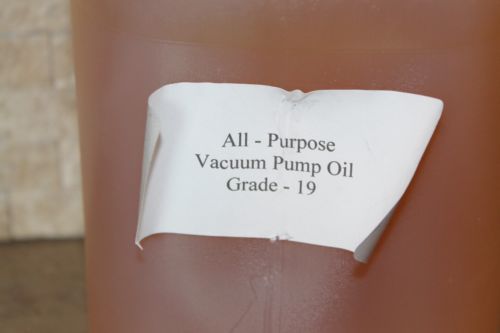 All - Purpose
Vacuum Pump Oil
Grade - 19